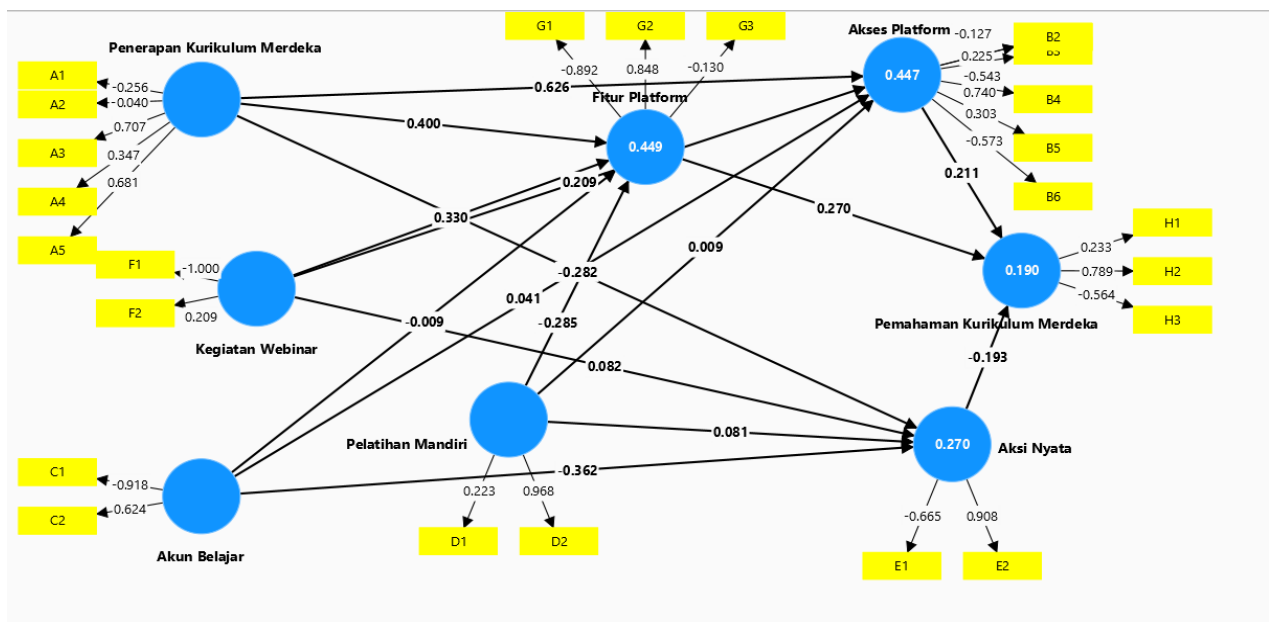 Penerapan Kurikulum Merdeka
A1
A2
A3
A4
A5
-0.256
-0.040
0.707
0.347
0.681
G1
G2
G3
-0.892
0.848
-0.130
Fitur Platform
0.449
Akses Platform
0.447
-0.127
0.225
-0.543
0.740
0.303
-0.573
B2
B3
B4
B5
B6
0.626
0.400
0.209
0.330
0.211
0.270
0.009
-0.282
0.041
-0.285
-0.009
0.082
0.081
-0.362
-0.193
F1
F2
-1.000
0.209
Kegiatan Webinar
0.190
Pemahaman Kurikulum Merdeka
0.233
0.789
-0.564
H1
H2
H3
Pelatihan Mandiri
0.223
0.968
D1
D2
C1
C2
-0.918
0.624
Akun Belajar
0.270
Aksi Nyata
-0.665
0.908
E1
E2